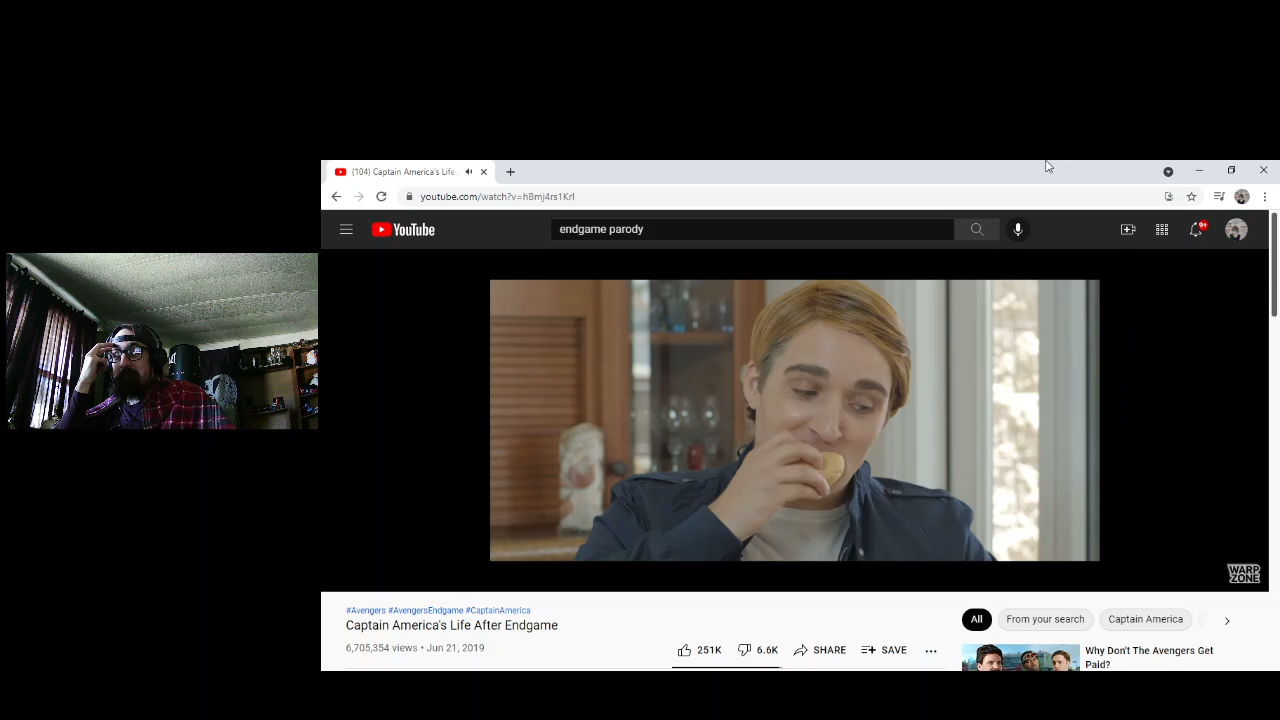 (104) Captain America's Life
youtube.com/watch?v=hBmj4rs1KrI
YouTube
endgame parody
9+
WARP
ZONE
#Avengers #AvengersEndgame #CaptainAmerica
Captain America's Life After Endgame
6,705,354 views • Jun 21, 2019
251K
6.6K
SHARE
SAVE
All
From your search
Captain America
Why Don't The Avengers Get
Paid?